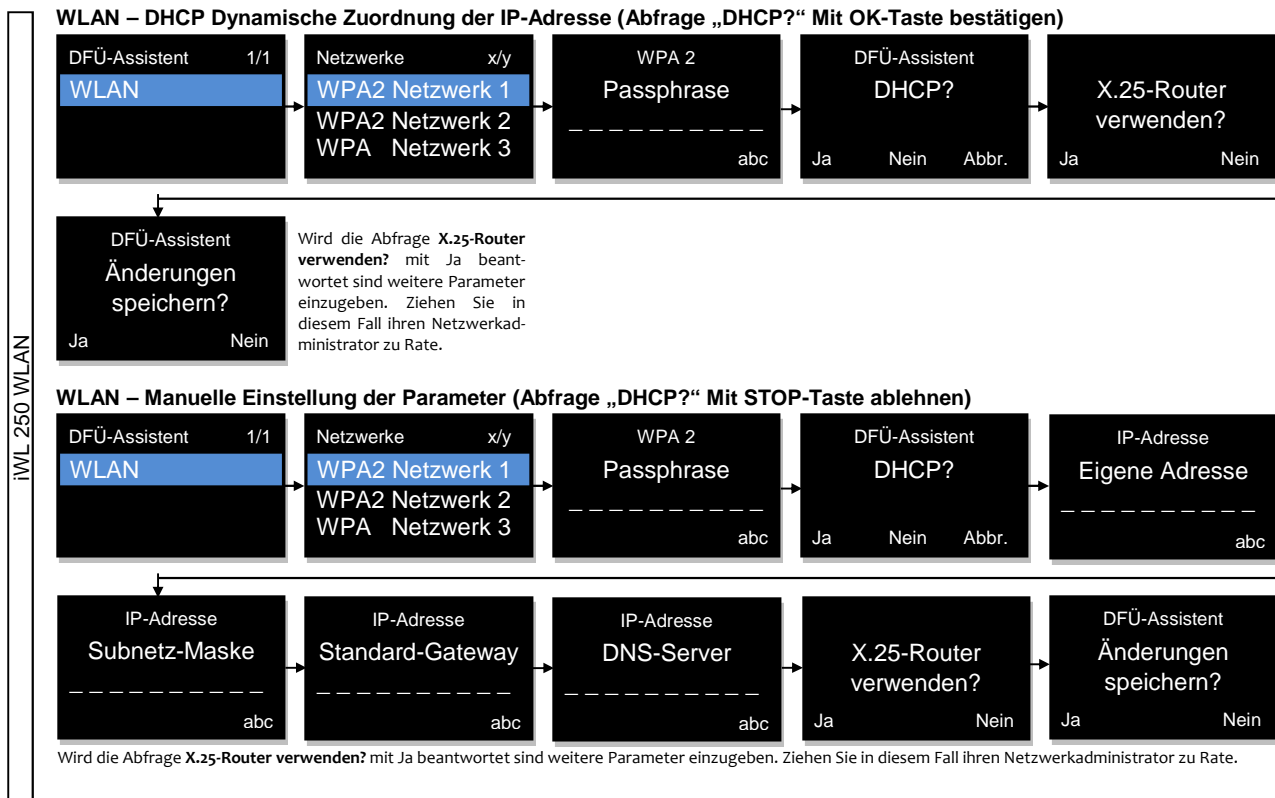 WLAN – DHCP Dynamische Zuordnung der IP-Adresse (Abfrage „DHCP?“ Mit OK-Taste bestätigen)
DFÜ-Assistent 1/1
WLAN
Netzwerke x/y
WPA2 Netzwerk 1
WPA2 Netzwerk 2
WPA Netzwerk 3
WPA 2
Passphrase
_ _ _ _ _ _ _ _ _ _
abc
DFÜ-Assistent
DHCP?
Ja Nein Abbr.
X.25-Router
verwenden?
Ja Nein
DFÜ-Assistent
Änderungen
speichern?
Ja Nein
Wird die Abfrage X.25-Router
verwenden? mit Ja beant-
wortet sind weitere Parameter
einzugeben. Ziehen Sie in
diesem Fall ihren Netzwerkad-
ministrator zu Rate.
iWL 250 WLAN
WLAN – Manuelle Einstellung der Parameter (Abfrage „DHCP?“ Mit STOP-Taste ablehnen)
DFÜ-Assistent 1/1
WLAN
Netzwerke x/y
WPA2 Netzwerk 1
WPA2 Netzwerk 2
WPA Netzwerk 3
WPA 2
Passphrase
_ _ _ _ _ _ _ _ _ _
abc
DFÜ-Assistent
DHCP?
Ja Nein Abbr.
IP-Adresse
Eigene Adresse
_ _ _ _ _ _ _ _ _ _
abc
IP-Adresse
Subnetz-Maske
_ _ _ _ _ _ _ _ _ _
abc
IP-Adresse
Standard-Gateway
_ _ _ _ _ _ _ _ _ _
abc
IP-Adresse
DNS-Server
_ _ _ _ _ _ _ _ _ _
abc
X.25-Router
verwenden?
Ja Nein
DFÜ-Assistent
Änderungen
speichern?
Ja Nein
Wird die Abfrage X.25-Router verwenden? mit Ja beantwortet sind weitere Parameter einzugeben. Ziehen Sie in diesem Fall ihren Netzwerkadministrator zu Rate.